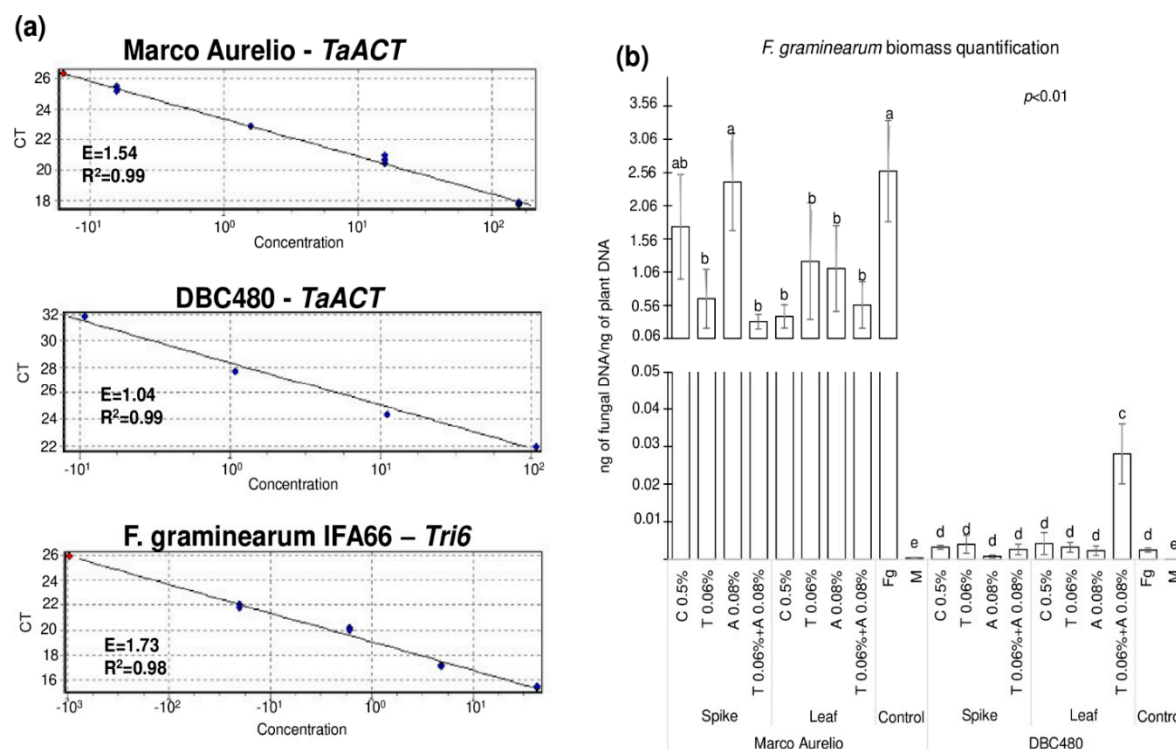 (a)
Marco Aurelio - TaACT
26
24
22
20
18
CT
E=1.54
R²=0.99
-10¹ 10⁰ 10¹ 10²
Concentration
DBC480 - TaACT
32
30
28
26
24
22
CT
E=1.04
R²=0.99
-10¹ 10⁰ 10¹ 10²
Concentration
F. graminearum IFA66 – Tri6
26
24
22
20
18
16
CT
E=1.73
R²=0.98
-10³ -10² -10¹ 10⁰ 10¹
Concentration
(b)
F. graminearum biomass quantification
p<0.01
ng of fungal DNA/ng of plant DNA
3.56
3.06
2.56
2.06
1.56
1.06
0.56
0.06
0.05
0.04
0.03
0.02
0.01
ab b a b b b b b a e d d d d d d d c d e
C 0.5%
T 0.06%
A 0.08%
T 0.06%+A 0.08%
C 0.5%
T 0.06%
A 0.08%
T 0.06%+A 0.08%
Fg
M
C 0.5%
T 0.06%
A 0.08%
T 0.06%+A 0.08%
C 0.5%
T 0.06%
A 0.08%
T 0.06%+A 0.08%
Fg
M
Spike Leaf Control Spike Leaf Control
Marco Aurelio DBC480